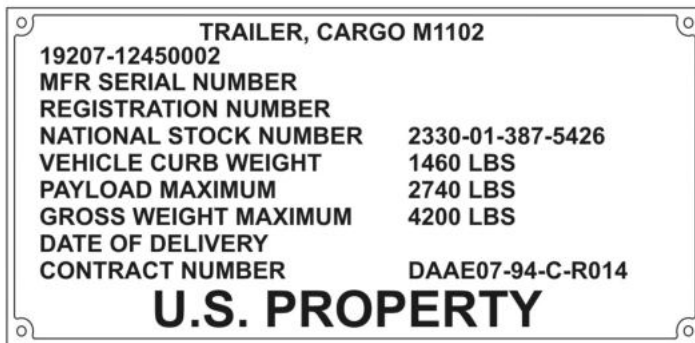 TRAILER, CARGO M1102
19207-12450002
MFR SERIAL NUMBER
REGISTRATION NUMBER
NATIONAL STOCK NUMBER 2330-01-387-5426
VEHICLE CURB WEIGHT 1460 LBS
PAYLOAD MAXIMUM 2740 LBS
GROSS WEIGHT MAXIMUM 4200 LBS
DATE OF DELIVERY
CONTRACT NUMBER DAAE07-94-C-R014
U.S. PROPERTY